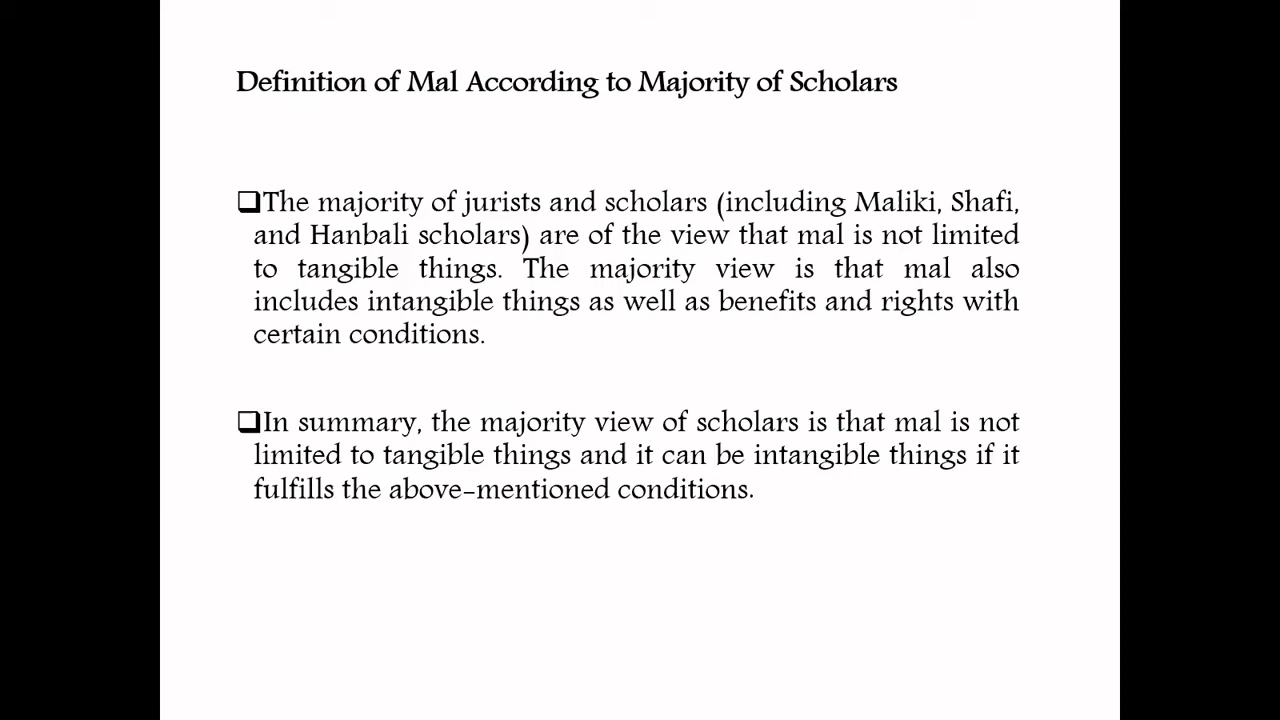 Definition of Mal According to Majority of Scholars
❑The majority of jurists and scholars (including Maliki, Shafi,
and Hanbali scholars) are of the view that mal is not limited
to tangible things. The majority view is that mal also
includes intangible things as well as benefits and rights with
certain conditions.
❑In summary, the majority view of scholars is that mal is not
limited to tangible things and it can be intangible things if it
fulfills the above-mentioned conditions.